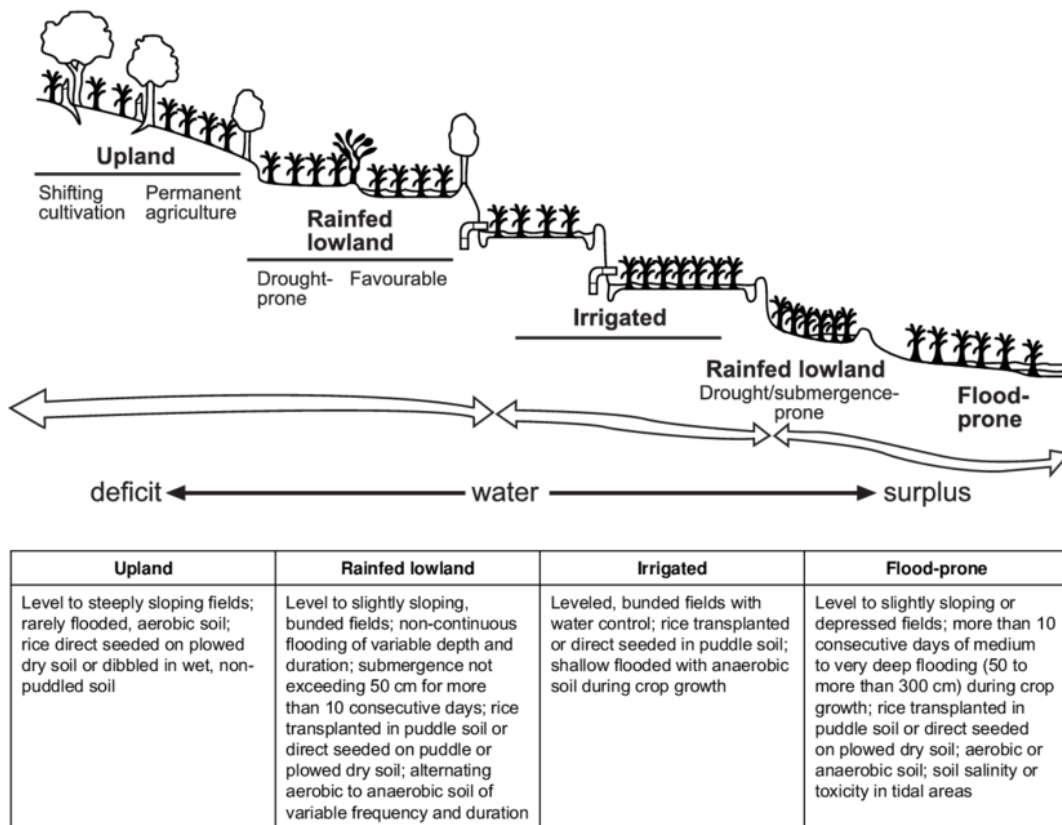 Upland
Shifting
cultivation
Permanent
agriculture
Rainfed
lowland
Drought-
prone
Favourable
Irrigated
Rainfed lowland
Drought/submergence-
prone
Flood-
prone
deficit
water
surplus
Upland
Level to steeply sloping fields;
rarely flooded, aerobic soil;
rice direct seeded on plowed
dry soil or dibbled in wet, non-
puddled soil
Rainfed lowland
Level to slightly sloping,
bunded fields; non-continuous
flooding of variable depth and
duration; submergence not
exceeding 50 cm for more
than 10 consecutive days; rice
transplanted in puddle soil or
direct seeded on puddle or
plowed dry soil; alternating
aerobic to anaerobic soil of
variable frequency and duration
Irrigated
Leveled, bunded fields with
water control; rice transplanted
or direct seeded in puddle soil;
shallow flooded with anaerobic
soil during crop growth
Flood-prone
Level to slightly sloping or
depressed fields; more than 10
consecutive days of medium
to very deep flooding (50 to
more than 300 cm) during crop
growth; rice transplanted in
puddle soil or direct seeded
on plowed dry soil; aerobic or
anaerobic soil; soil salinity or
toxicity in tidal areas